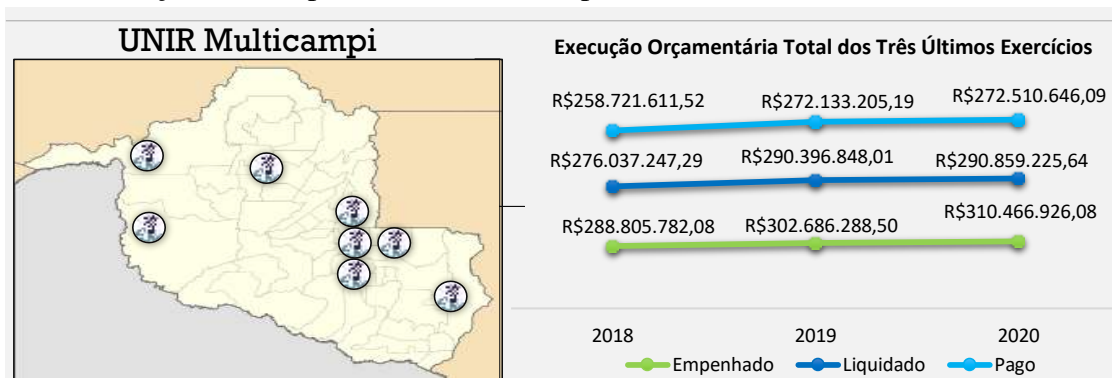 UNIR Multicampi
Execução Orçamentária Total dos Três Últimos Exercícios
R$258.721.611,52 R$272.133.205,19 R$272.510.646,09
R$276.037.247,29 R$290.396.848,01 R$290.859.225,64
R$288.805.782,08 R$302.686.288,50 R$310.466.926,08
2018 2019 2020
Empenhado Liquidado Pago